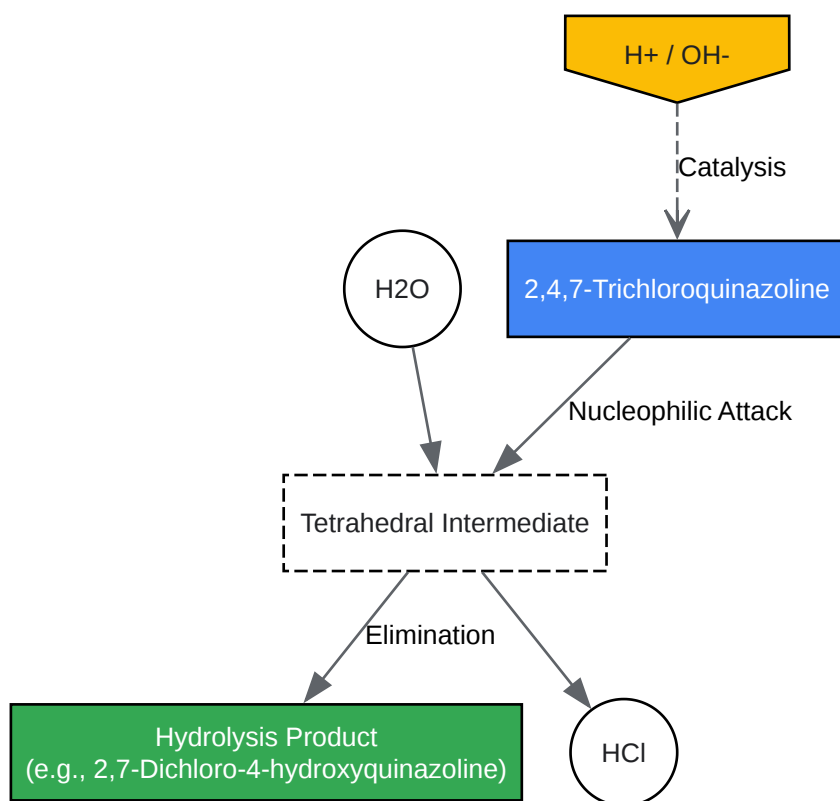 H+ / OH-
Catalysis
H2O
2,4,7-Trichloroquinazoline
Nucleophilic Attack
Tetrahedral Intermediate
Elimination
Hydrolysis Product
(e.g., 2,7-Dichloro-4-hydroxyquinazoline)
HCl